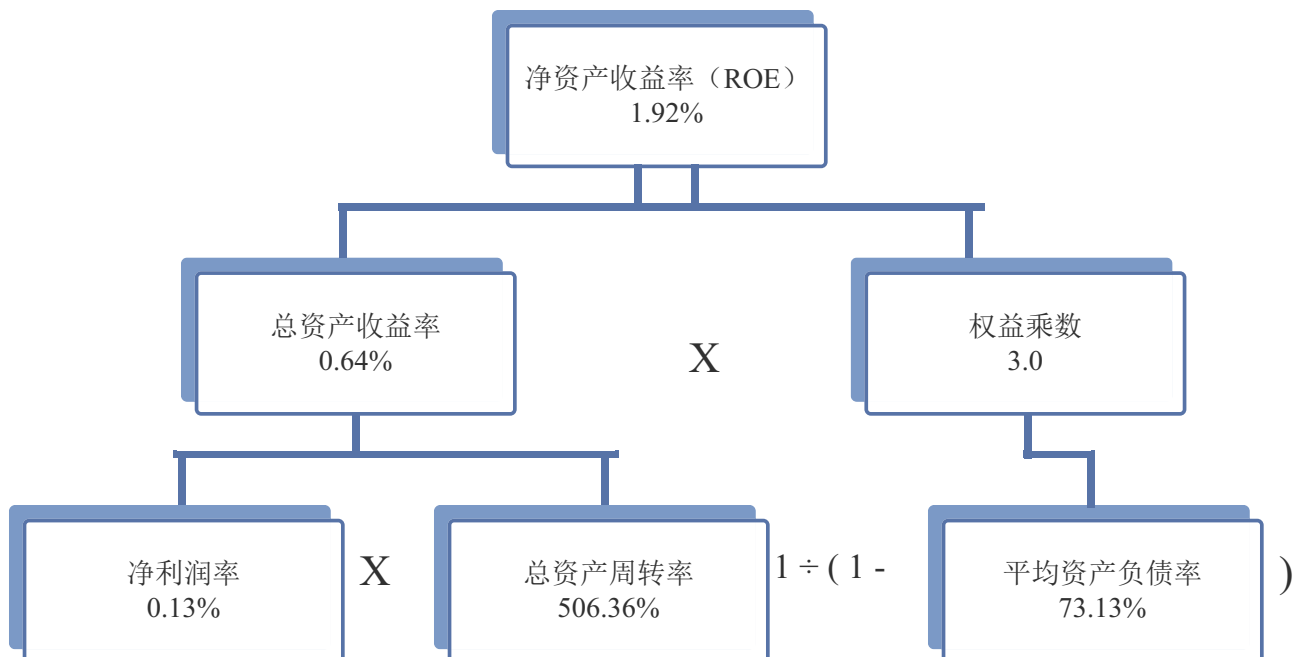 净资产收益率（ROE）
1.92%
总资产收益率
0.64%
X
权益乘数
3.0
净利润率
0.13%
X
总资产周转率
506.36%
1 ÷ ( 1 -
平均资产负债率
73.13%
)